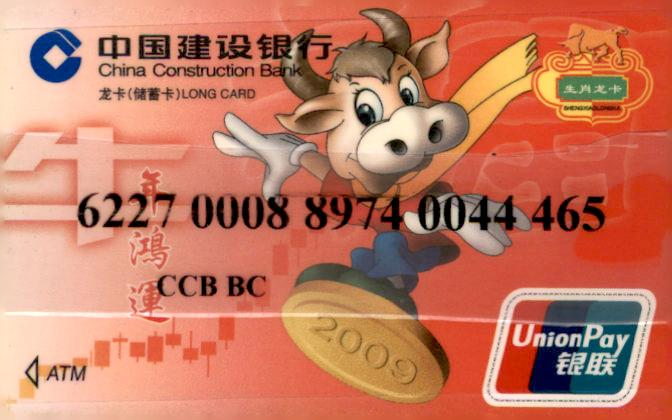 中国建设银行
China Construction Bank
龙卡(储蓄卡)LONG CARD
生肖龙卡
SHENGXIAOLONGKA
牛
年鴻運
6227 0008 8974 0044 465
CCB BC
2009
ATM
UnionPay
银联